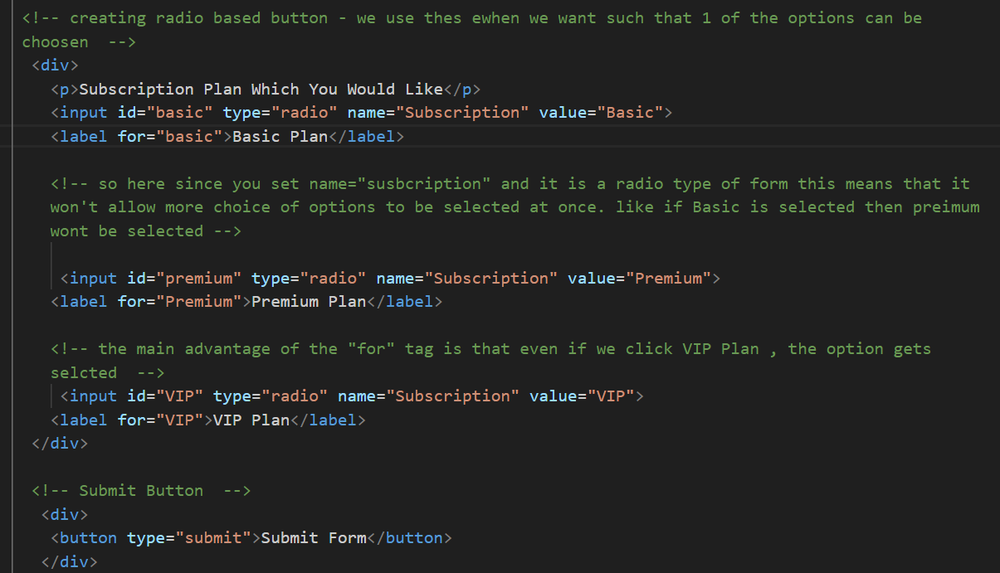 <!-- creating radio based button - we use thes ewhen we want such that 1 of the options can be
choosen  -->
<div>
<p>Subscription Plan Which You Would Like</p>
<input id="basic" type="radio" name="Subscription" value="Basic">
<label for="basic">Basic Plan</label>
<!-- so here since you set name="susbcription" and it is a radio type of form this means that it
won't allow more choice of options to be selected at once. like if Basic is selected then preimum
wont be selected -->
<input id="premium" type="radio" name="Subscription" value="Premium">
<label for="Premium">Premium Plan</label>
<!-- the main advantage of the "for" tag is that even if we click VIP Plan , the option gets
selcted  -->
<input id="VIP" type="radio" name="Subscription" value="VIP">
<label for="VIP">VIP Plan</label>
</div>
<!-- Submit Button  -->
<div>
<button type="submit">Submit Form</button>
</div>